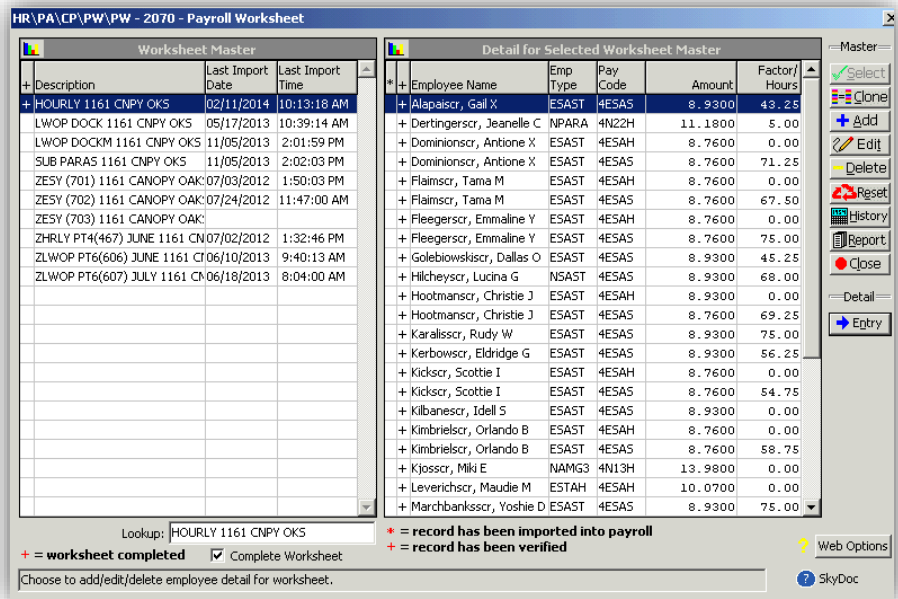 HR\PA\CP\PW\PW - 2070 - Payroll Worksheet
Worksheet Master
+ Description Last Import Date Last Import Time
+ HOURLY 1161 CNPY OKS 02/11/2014 10:13:18 AM
LWOP DOCK 1161 CNPY OKS 05/17/2013 10:39:14 AM
LWOP DOCKM 1161 CNPY OKS 11/05/2013 2:01:59 PM
SUB PARAS 1161 CNPY OKS 11/05/2013 2:02:03 PM
ZESY (701) 1161 CANOPY OAK 07/03/2012 1:50:03 PM
ZESY (702) 1161 CANOPY OAK 07/24/2012 11:47:00 AM
ZESY (703) 1161 CANOPY OAK
ZHRLY PT4(467) JUNE 1161 CN 07/02/2012 1:32:46 PM
ZLWOP PT6(606) JUNE 1161 CN 06/10/2013 9:40:13 AM
ZLWOP PT6(607) JULY 1161 CN 06/18/2013 8:04:00 AM
Lookup: HOURLY 1161 CNPY OKS
+ = worksheet completed Complete Worksheet
Choose to add/edit/delete employee detail for worksheet.
Detail for Selected Worksheet Master
* + Employee Name Emp Type Pay Code Amount Factor/ Hours
+ Alapaiscr, Gail X ESAST 4ESAS 8.9300 43.25
+ Dertingerscr, Jeanelle C NPARA 4N22H 11.1800 5.00
+ Dominionscr, Antione X ESAST 4ESAH 8.7600 0.00
+ Dominionscr, Antione X ESAST 4ESAS 8.7600 71.25
+ Flaimscr, Tama M ESAST 4ESAH 8.7600 0.00
+ Flaimscr, Tama M ESAST 4ESAS 8.7600 67.50
+ Fleegerscr, Emmaline Y ESAST 4ESAH 8.7600 0.00
+ Fleegerscr, Emmaline Y ESAST 4ESAS 8.7600 75.00
+ Golebiowskiscr, Dallas O ESAST 4ESAS 8.9300 45.25
+ Hilcheyscr, Lucina G NSAST 4ESAS 8.9300 68.00
+ Hootmanscr, Christie J ESAST 4ESAH 8.9300 0.00
+ Hootmanscr, Christie J ESAST 4ESAS 8.7600 69.25
+ Karalisscr, Rudy W ESAST 4ESAS 8.9300 75.00
+ Kerbowscr, Eldridge G ESAST 4ESAS 8.9300 56.25
+ Kickscr, Scottie I ESAST 4ESAH 8.7600 0.00
+ Kickscr, Scottie I ESAST 4ESAS 8.7600 54.75
+ Kilbanescr, Idell S ESAST 4ESAS 8.9300 0.00
+ Kimbrielscr, Orlando B ESAST 4ESAH 8.7600 0.00
+ Kimbrielscr, Orlando B ESAST 4ESAS 8.7600 58.75
+ Kjosscr, Miki E NAMG3 4N13H 13.9800 0.00
+ Leverichscr, Maudie M ESTAH 4ESAH 10.0700 0.00
+ Marchbanksscr, Yoshie D ESAST 4ESAS 8.9300 75.00
* = record has been imported into payroll
+ = record has been verified
Master
Select
Clone
Add
Edit
Delete
Reset
History
Report
Close
Detail
Entry
? Web Options
? SkyDoc